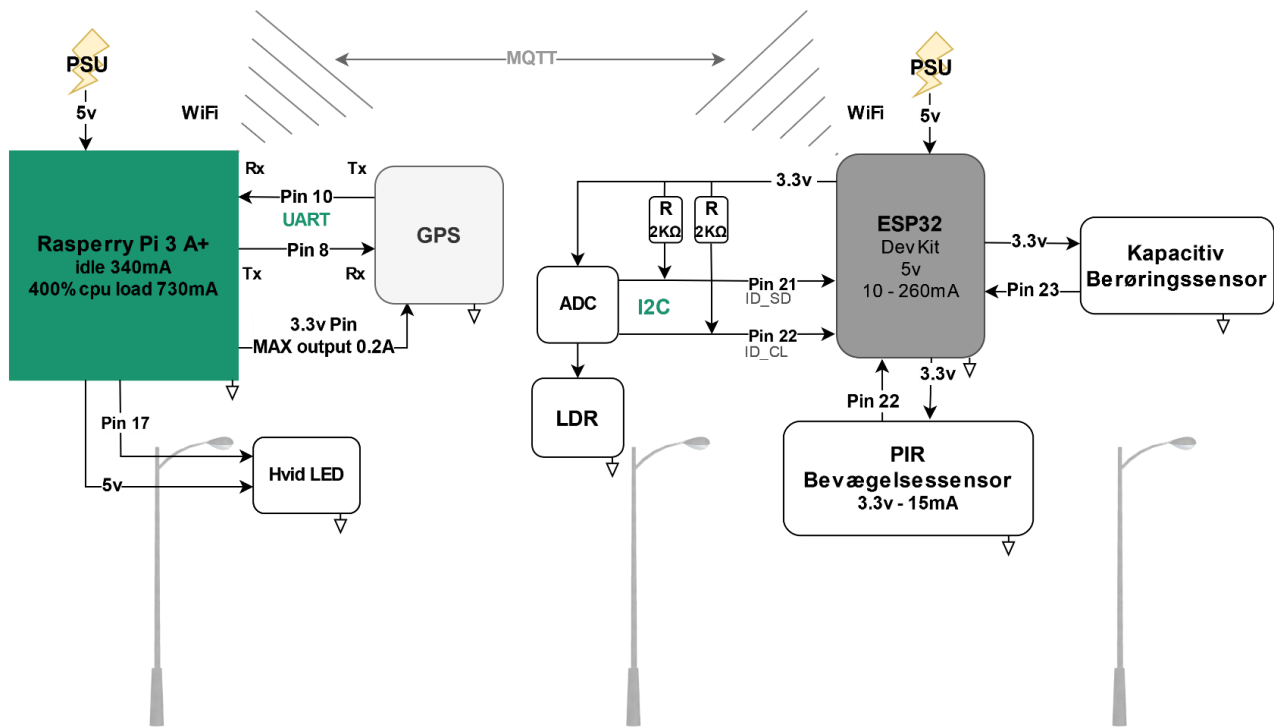 MQTT
PSU
5v
WiFi
Rasperry Pi 3 A+
idle 340mA
400% cpu load 730mA
Rx
Tx
Pin 10
UART
Pin 8
Tx
Rx
GPS
3.3v Pin
MAX output 0.2A
Pin 17
5v
Hvid LED
PSU
5v
WiFi
3.3v
R
2KΩ
R
2KΩ
ADC
I2C
Pin 21
ID_SD
Pin 22
ID_CL
LDR
ESP32
Dev Kit
5v
10 - 260mA
3.3v
Pin 23
Kapacitiv
Berøringssensor
Pin 22
3.3v
PIR
Bevægelsessensor
3.3v - 15mA